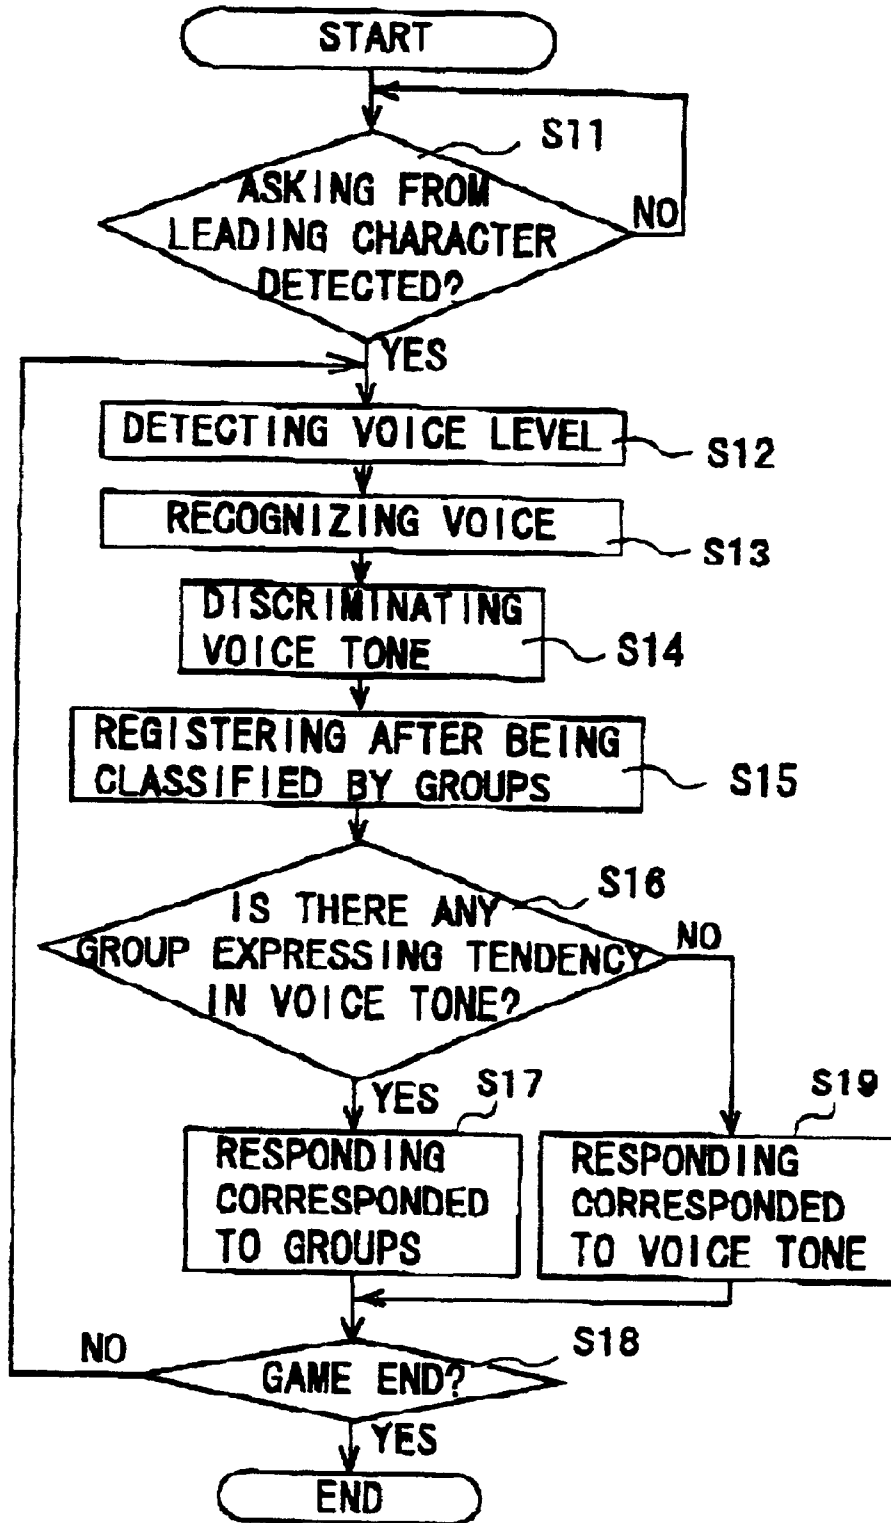 START
S11
ASKING FROM
LEADING CHARACTER
DETECTED?
NO
YES
DETECTING VOICE LEVEL
S12
RECOGNIZING VOICE
S13
DISCRIMINATING
VOICE TONE
S14
REGISTERING AFTER BEING
CLASSIFIED BY GROUPS
S15
S16
IS THERE ANY
GROUP EXPRESSING TENDENCY
IN VOICE TONE?
NO
YES
S17
RESPONDING
CORRESPONDED
TO GROUPS
S19
RESPONDING
CORRESPONDED
TO VOICE TONE
S18
GAME END?
NO
YES
END